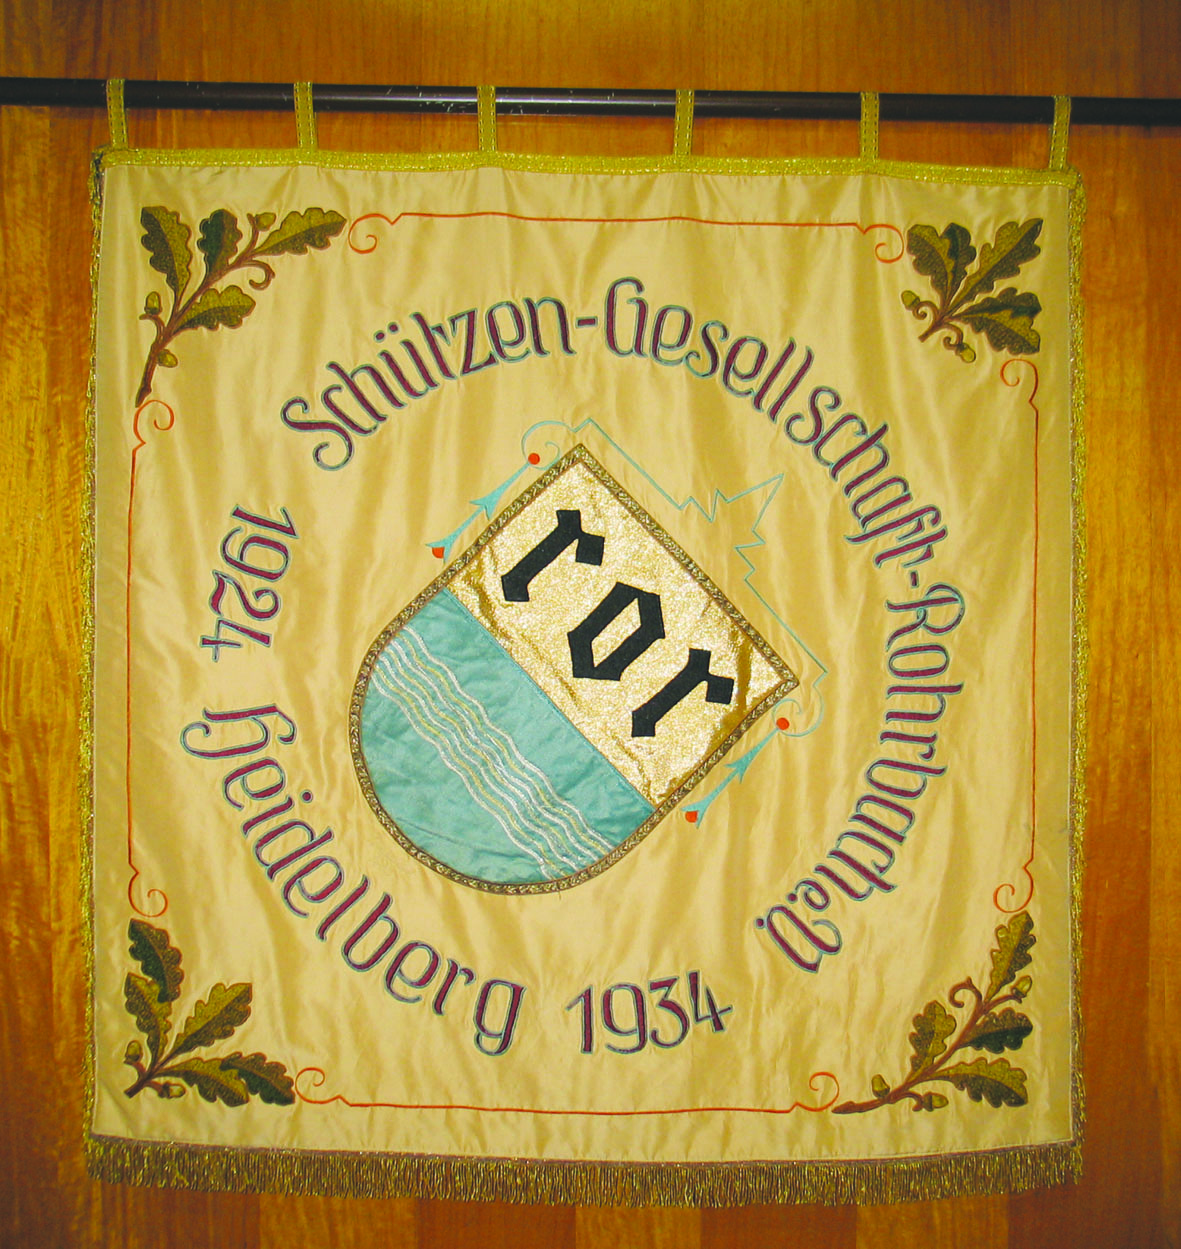 Schützen-Gesellschaft-Rohrbach e.V.
1924 Heidelberg 1934
ror